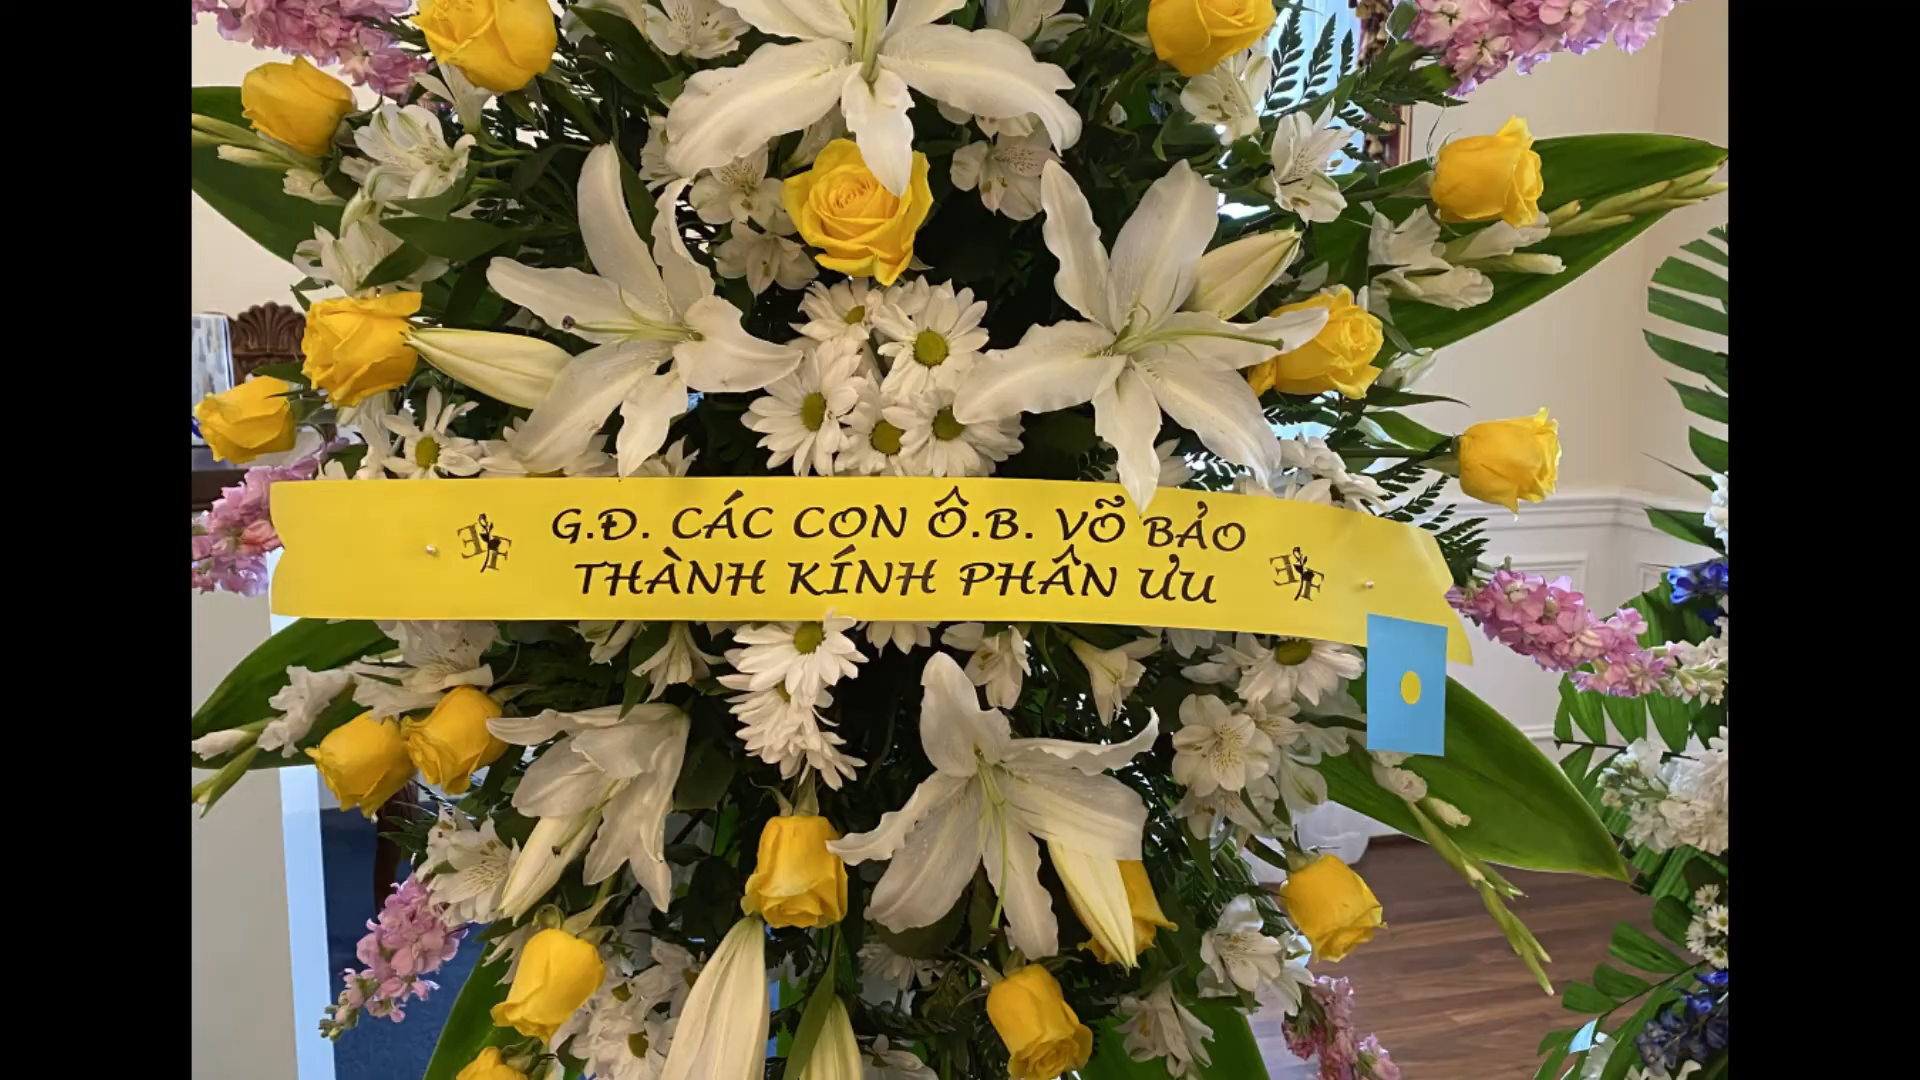 G.Đ. CÁC CON Ô.B. VÕ BẢO
THÀNH KÍNH PHÂN ƯU